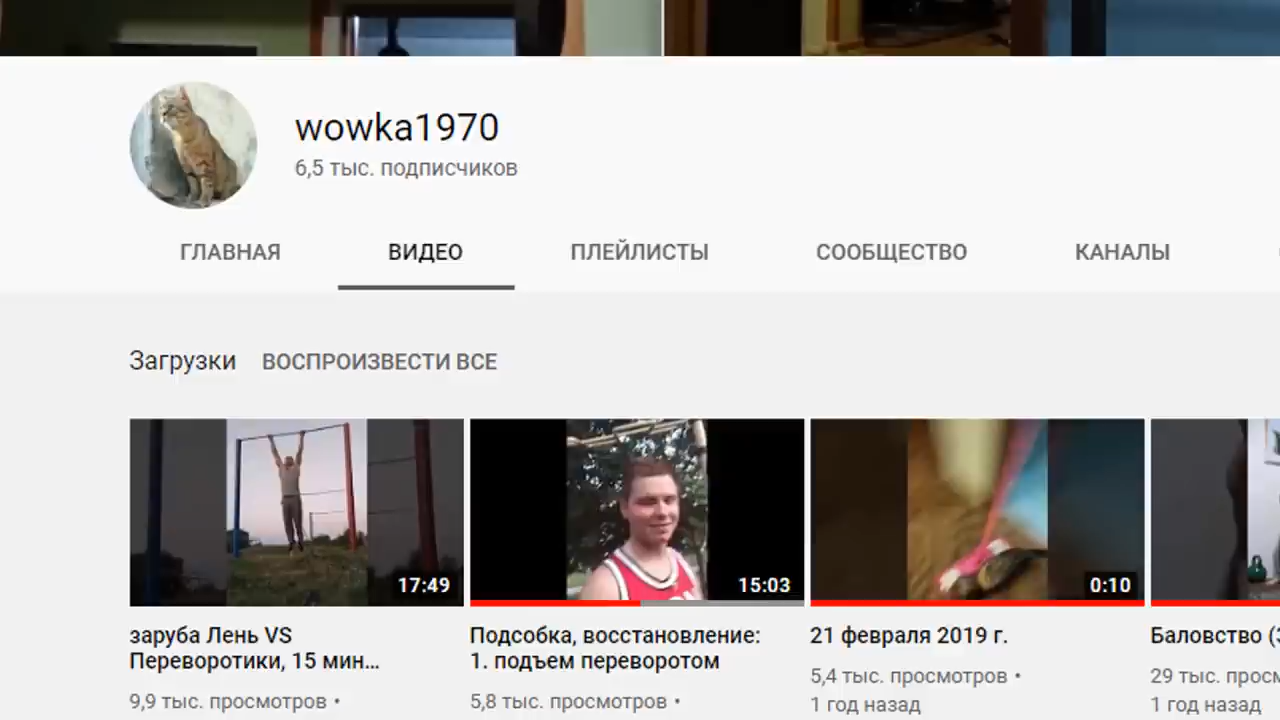 wowka1970
6,5 тыс. подписчиков
ГЛАВНАЯ ВИДЕО ПЛЕЙЛИСТЫ СООБЩЕСТВО КАНАЛЫ
Загрузки ВОСПРОИЗВЕСТИ ВСЕ
17:49 15:03 0:10
заруба Лень VS
Переворотики, 15 мин...
9,9 тыс. просмотров •
Подсобка, восстановление:
1. подъем переворотом
5,8 тыс. просмотров •
21 февраля 2019 г.
5,4 тыс. просмотров •
1 год назад
Баловство
29 тыс.
1 год назад